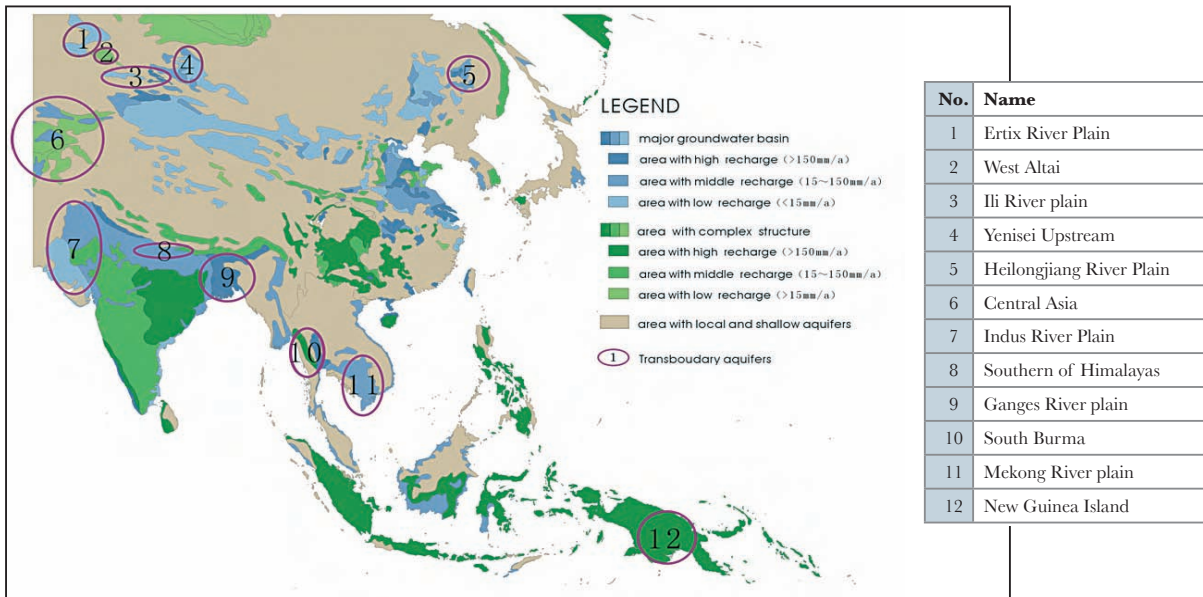 1
2
3
4
5
6
7
8
9
10
11
12
LEGEND
major groundwater basin
area with high recharge (>150mm/a)
area with middle recharge (15~150mm/a)
area with low recharge (<15mm/a)
area with complex structure
area with high recharge (>150mm/a)
area with middle recharge (15~150mm/a)
area with low recharge (>15mm/a)
area with local and shallow aquifers
1 Transboudary aquifers
No. Name
1 Ertix River Plain
2 West Altai
3 Ili River plain
4 Yenisei Upstream
5 Heilongjiang River Plain
6 Central Asia
7 Indus River Plain
8 Southern of Himalayas
9 Ganges River plain
10 South Burma
11 Mekong River plain
12 New Guinea Island